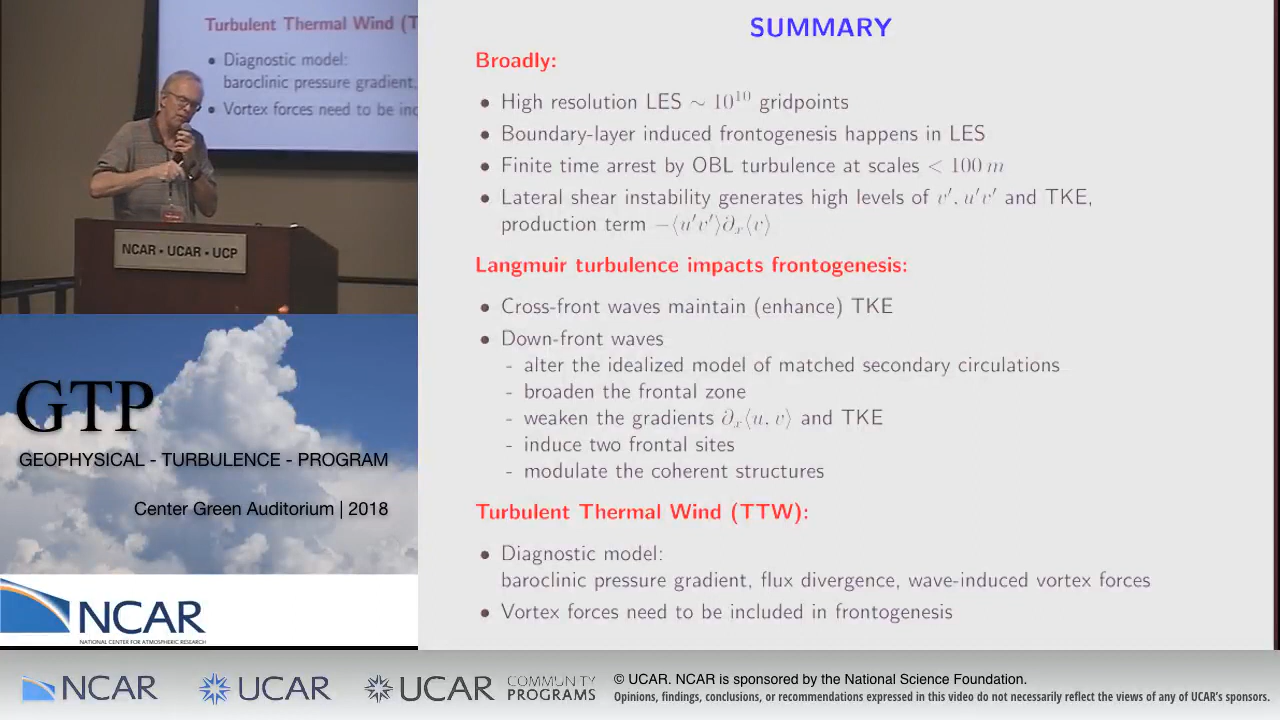 Turbulent Thermal Wind (T
• Diagnostic model:
baroclinic pressure gradient,
• Vortex forces need to be inc
NCAR • UCAR • UCP
GTP
GEOPHYSICAL - TURBULENCE - PROGRAM
Center Green Auditorium | 2018
NCAR
NATIONAL CENTER FOR ATMOSPHERIC RESEARCH
SUMMARY
Broadly:
• High resolution LES ∼ 10¹⁰ gridpoints
• Boundary-layer induced frontogenesis happens in LES
• Finite time arrest by OBL turbulence at scales < 100 m
• Lateral shear instability generates high levels of v′, u′v′ and TKE,
production term −⟨u′v′⟩∂ₓ⟨v⟩
Langmuir turbulence impacts frontogenesis:
• Cross-front waves maintain (enhance) TKE
• Down-front waves
- alter the idealized model of matched secondary circulations
- broaden the frontal zone
- weaken the gradients ∂ₓ⟨u, v⟩ and TKE
- induce two frontal sites
- modulate the coherent structures
Turbulent Thermal Wind (TTW):
• Diagnostic model:
baroclinic pressure gradient, flux divergence, wave-induced vortex forces
• Vortex forces need to be included in frontogenesis
NCAR UCAR UCAR COMMUNITY PROGRAMS
© UCAR. NCAR is sponsored by the National Science Foundation.
Opinions, findings, conclusions, or recommendations expressed in this video do not necessarily reflect the views of any of UCAR's sponsors.